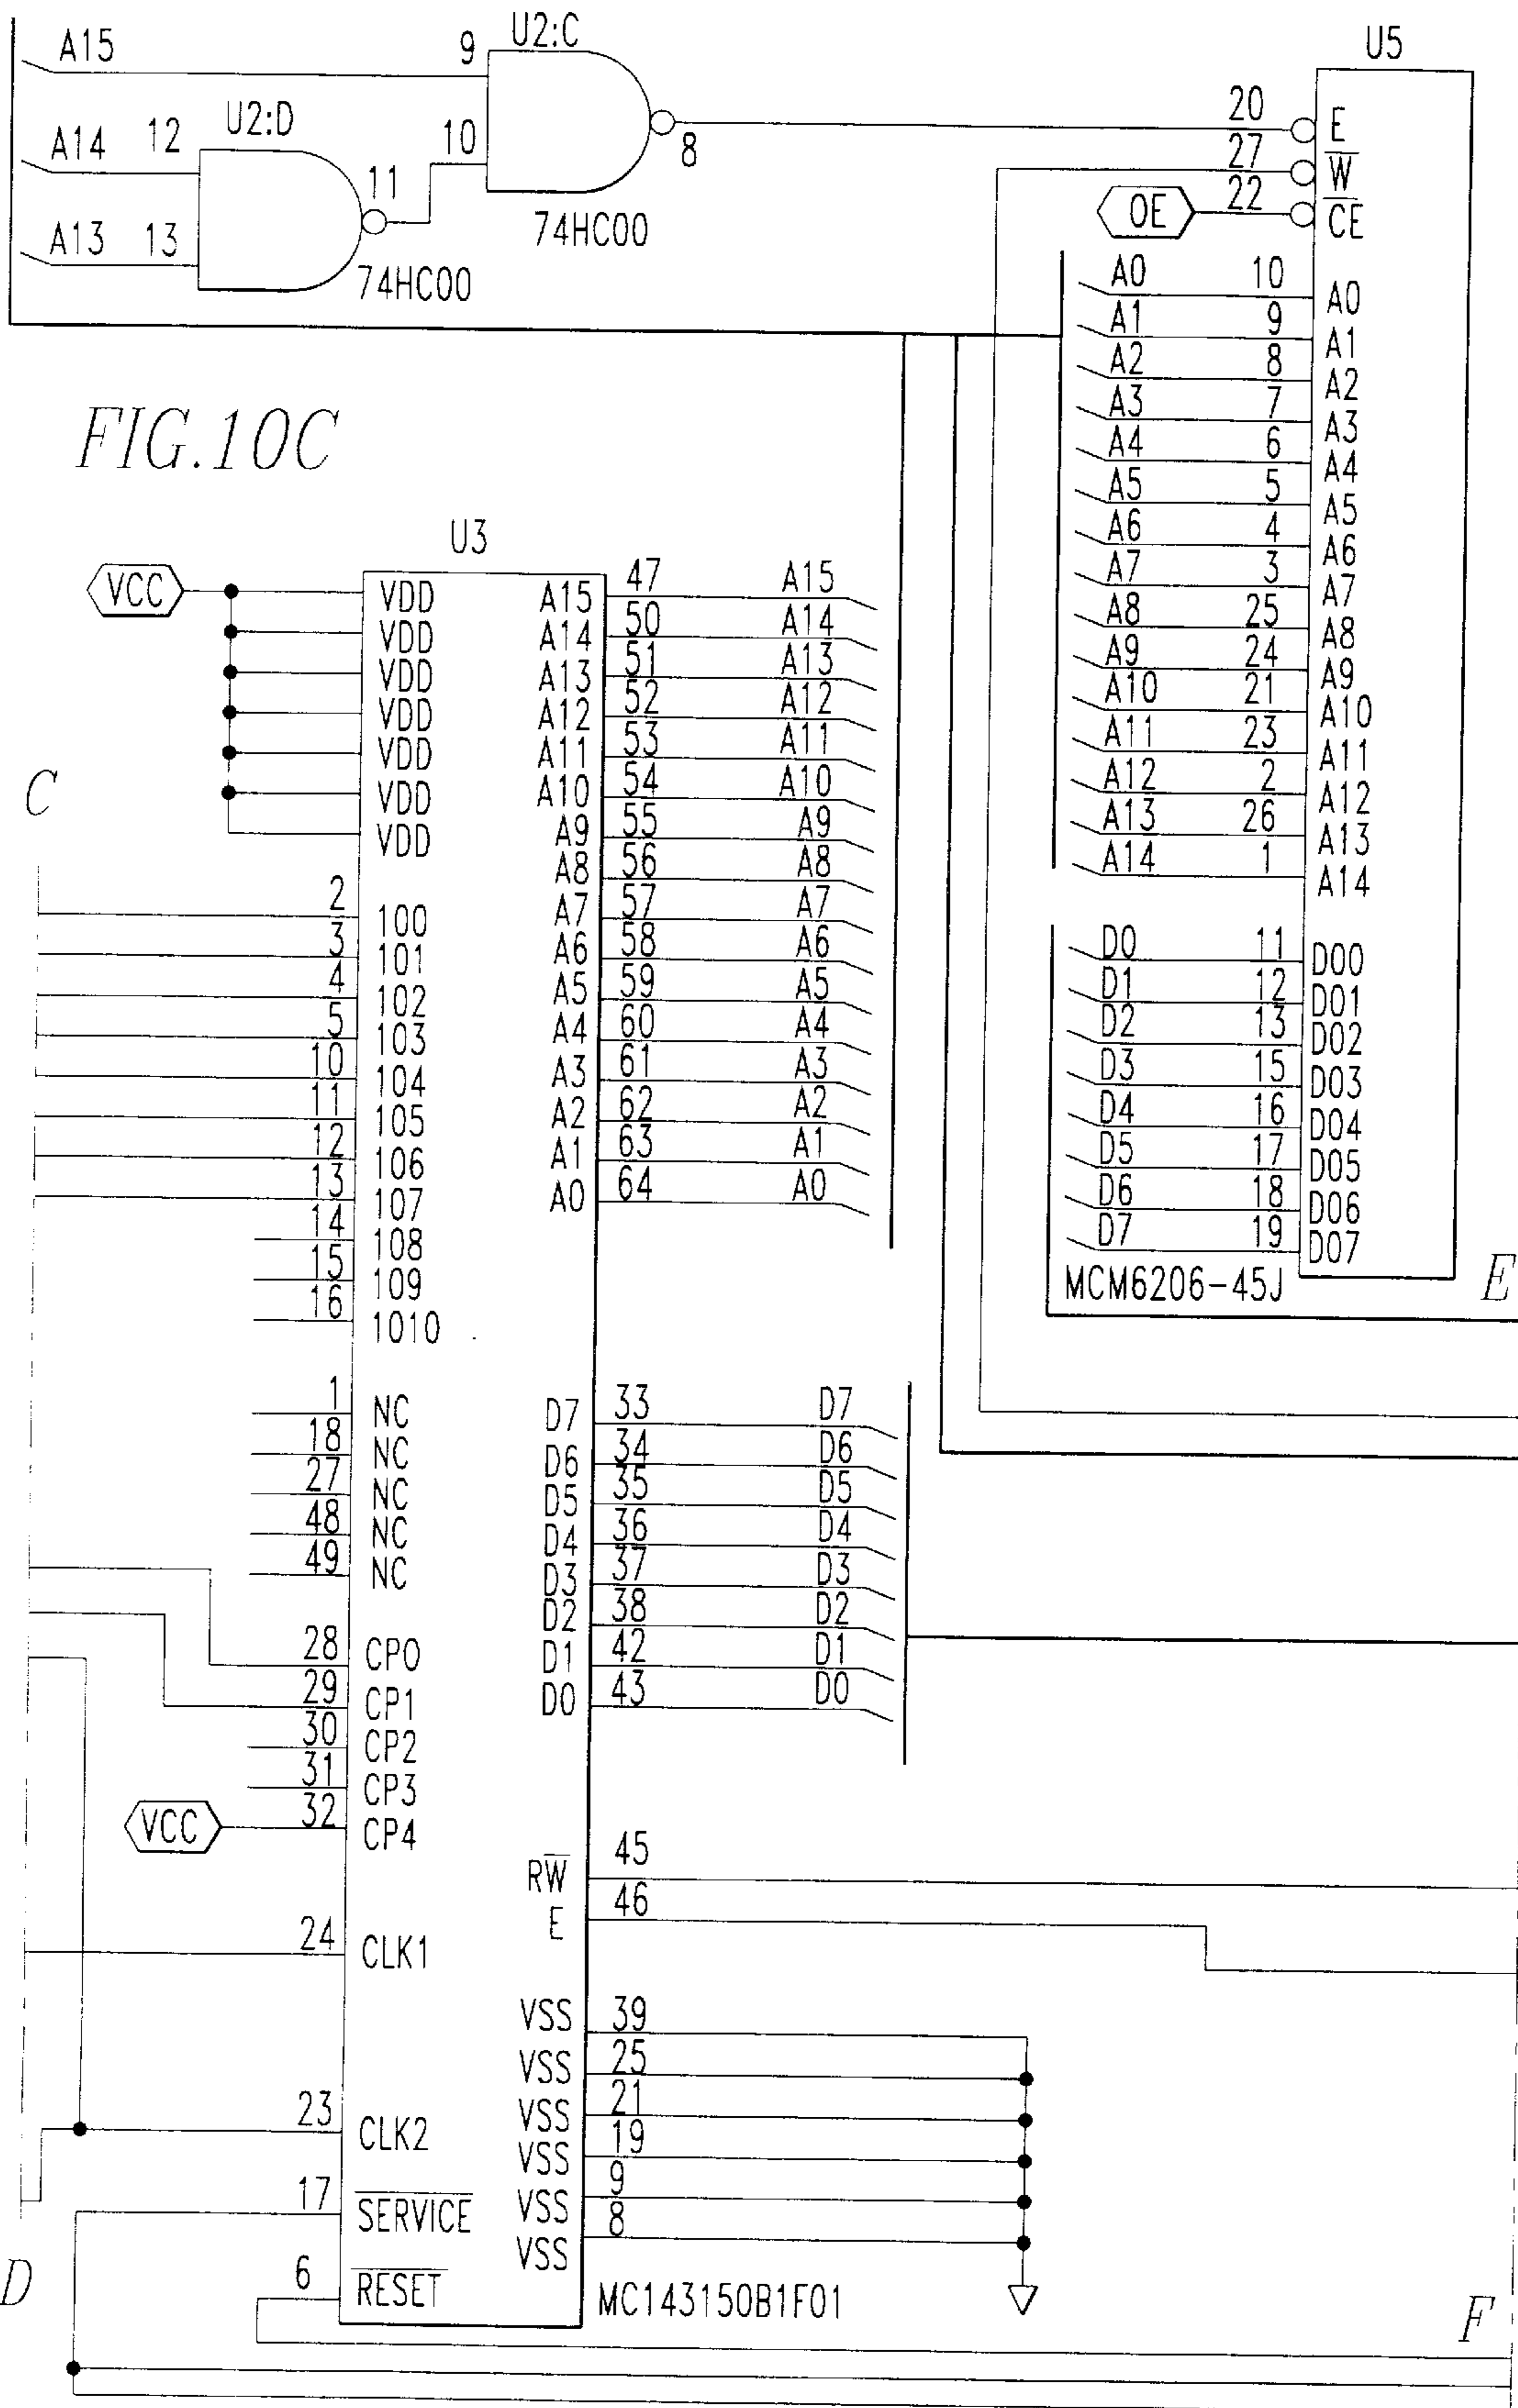 U2:C
U5
A15
9
U2:D
A14
12
10
8
20
E
27
W
11
A13
13
OE
22
CE
74HC00
74HC00
A0 10 A0
A1 9 A1
A2 8 A2
A3 7 A3
A4 6 A4
A5 5 A5
A6 4 A6
A7 3 A7
A8 25 A8
A9 24 A9
A10 21 A10
A11 23 A11
A12 2 A12
A13 26 A13
A14 1 A14
D0 11 D00
D1 12 D01
D2 13 D02
D3 15 D03
D4 16 D04
D5 17 D05
D6 18 D06
D7 19 D07
MCM6206-45J
E
FIG.10C
U3
VCC
VDD
VDD
VDD
VDD
VDD
VDD
VDD
C
2 100
3 101
4 102
5 103
10 104
11 105
12 106
13 107
14 108
15 109
16 1010
1 NC
18 NC
27 NC
48 NC
49 NC
28 CP0
29 CP1
30 CP2
31 CP3
VCC 32 CP4
24 CLK1
23 CLK2
17 SERVICE
6 RESET
D
A15 47 A15
A14 50 A14
A13 51 A13
A12 52 A12
A11 53 A11
A10 54 A10
A9 55 A9
A8 56 A8
A7 57 A7
A6 58 A6
A5 59 A5
A4 60 A4
A3 61 A3
A2 62 A2
A1 63 A1
A0 64 A0
D7 33 D7
D6 34 D6
D5 35 D5
D4 36 D4
D3 37 D3
D2 38 D2
D1 42 D1
D0 43 D0
RW 45
E 46
VSS 39
VSS 25
VSS 21
VSS 19
VSS 9
VSS 8
MC143150B1F01
F